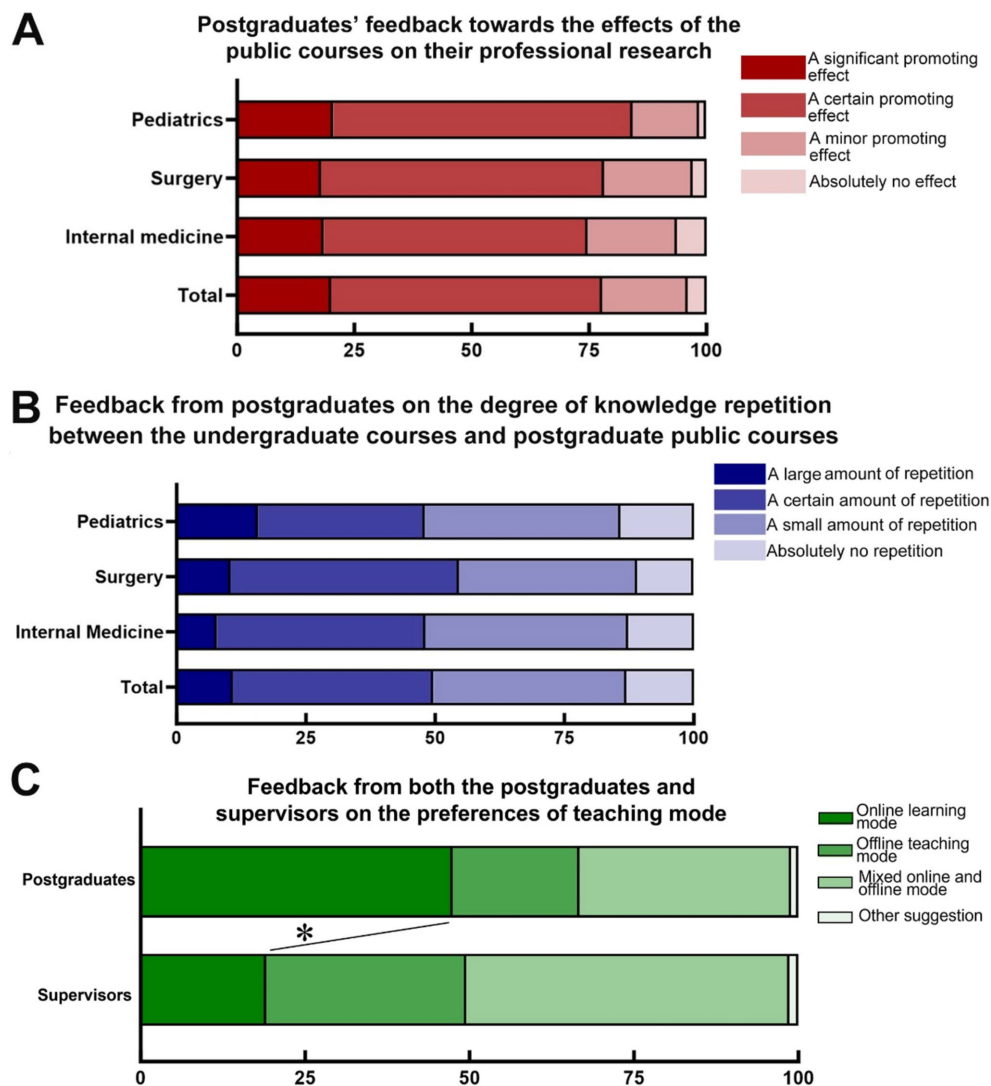 A
Postgraduates’ feedback towards the effects of the
public courses on their professional research
A significant promoting
effect
A certain promoting
effect
A minor promoting
effect
Absolutely no effect
Pediatrics
Surgery
Internal medicine
Total
0 25 50 75 100
B
Feedback from postgraduates on the degree of knowledge repetition
between the undergraduate courses and postgraduate public courses
A large amount of repetition
A certain amount of repetition
A small amount of repetition
Absolutely no repetition
Pediatrics
Surgery
Internal Medicine
Total
0 25 50 75 100
C
Feedback from both the postgraduates and
supervisors on the preferences of teaching mode
Online learning
mode
Offline teaching
mode
Mixed online and
offline mode
Other suggestion
Postgraduates
*
Supervisors
0 25 50 75 100